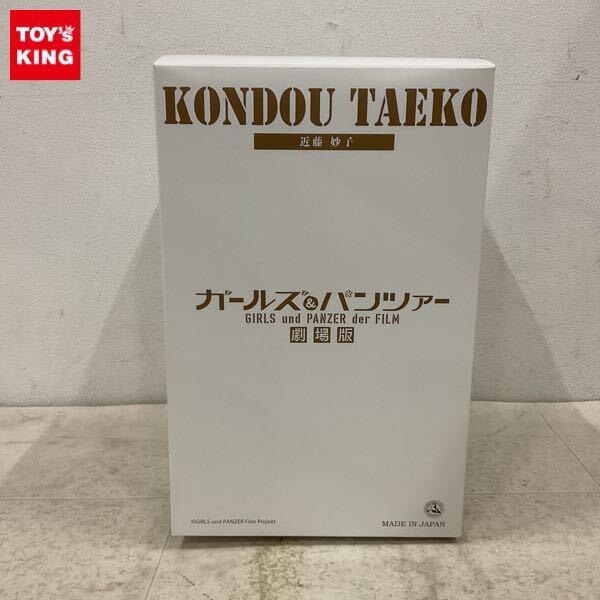 TOY's
KING
KONDOU TAEKO
近藤 妙子
ガールズ&パンツァー
GIRLS und PANZER der FILM
劇場版
©GIRLS und PANZER Film Projekt
MADE IN JAPAN